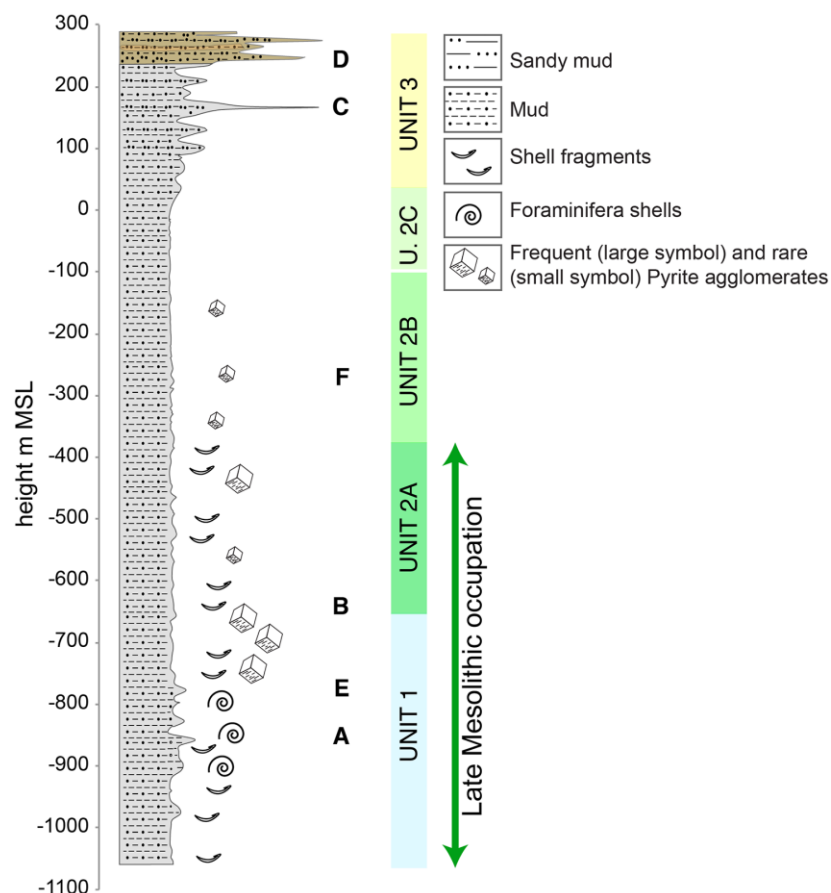 300
200
100
0
-100
-200
-300
-400
-500
-600
-700
-800
-900
-1000
-1100
height m MSL
D
C
F
B
E
A
UNIT 3
U. 2C
UNIT 2B
UNIT 2A
UNIT 1
Late Mesolithic occupation
Sandy mud
Mud
Shell fragments
Foraminifera shells
Frequent (large symbol) and rare
(small symbol) Pyrite agglomerates